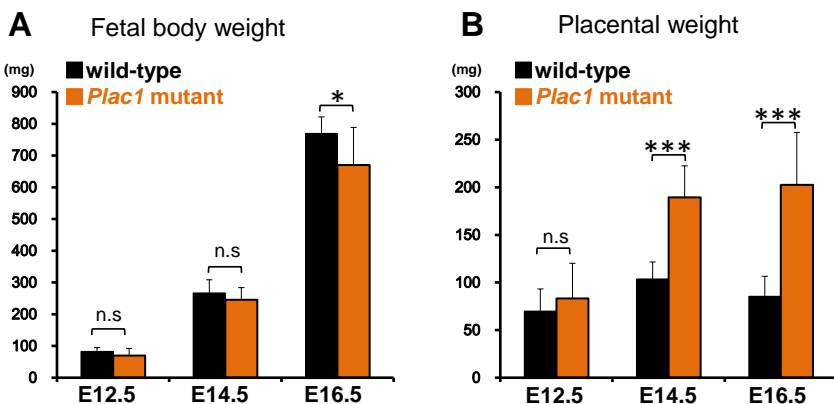 A Fetal body weight
(mg)
wild-type
Plac1 mutant
900
800
700
600
500
400
300
200
100
0
n.s
n.s
*
E12.5 E14.5 E16.5
B Placental weight
(mg)
wild-type
Plac1 mutant
300
250
200
150
100
50
0
n.s
***
***
E12.5 E14.5 E16.5